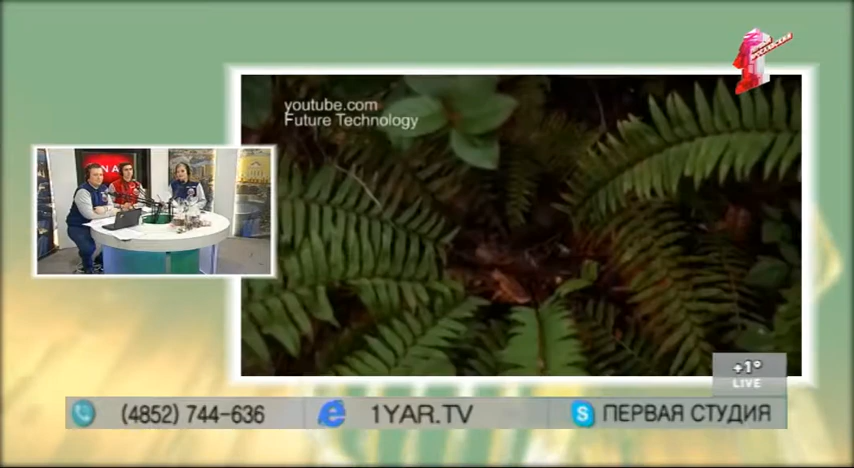 youtube.com
Future Technology
+1°
LIVE
(4852) 744-636
1YAR.TV
ПЕРВАЯ СТУДИЯ